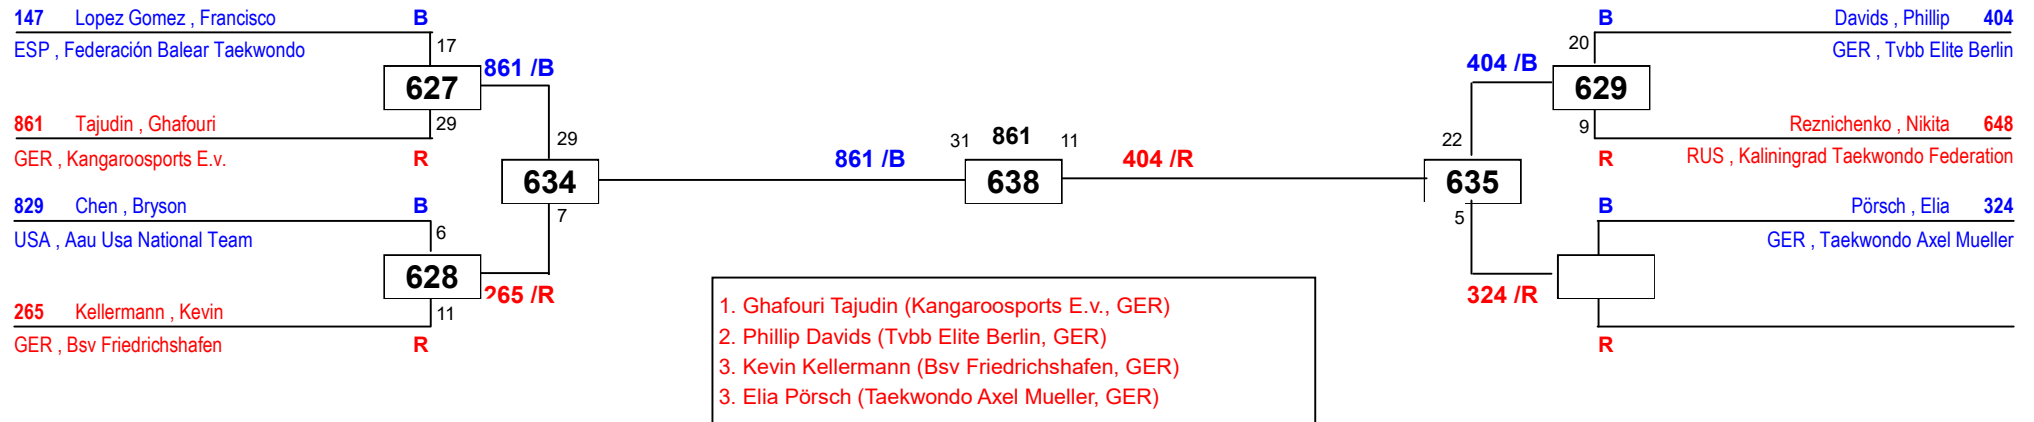 147 Lopez Gomez , Francisco B
ESP , Federación Balear Taekwondo
17
627
861 /B
861 Tajudin , Ghafouri
29
GER , Kangaroosports E.v. R
829 Chen , Bryson B
USA , Aau Usa National Team
6
628
265 /R
265 Kellermann , Kevin
11
GER , Bsv Friedrichshafen R
29
634
7
861 /B
31 861 11
638
404 /R
B Davids , Phillip 404
20
GER , Tvbb Elite Berlin
404 /B
629
9
Reznichenko , Nikita 648
R RUS , Kaliningrad Taekwondo Federation
22
635
5
B Pörsch , Elia 324
GER , Taekwondo Axel Mueller
324 /R
R
1. Ghafouri Tajudin (Kangaroosports E.v., GER)
2. Phillip Davids (Tvbb Elite Berlin, GER)
3. Kevin Kellermann (Bsv Friedrichshafen, GER)
3. Elia Pörsch (Taekwondo Axel Mueller, GER)